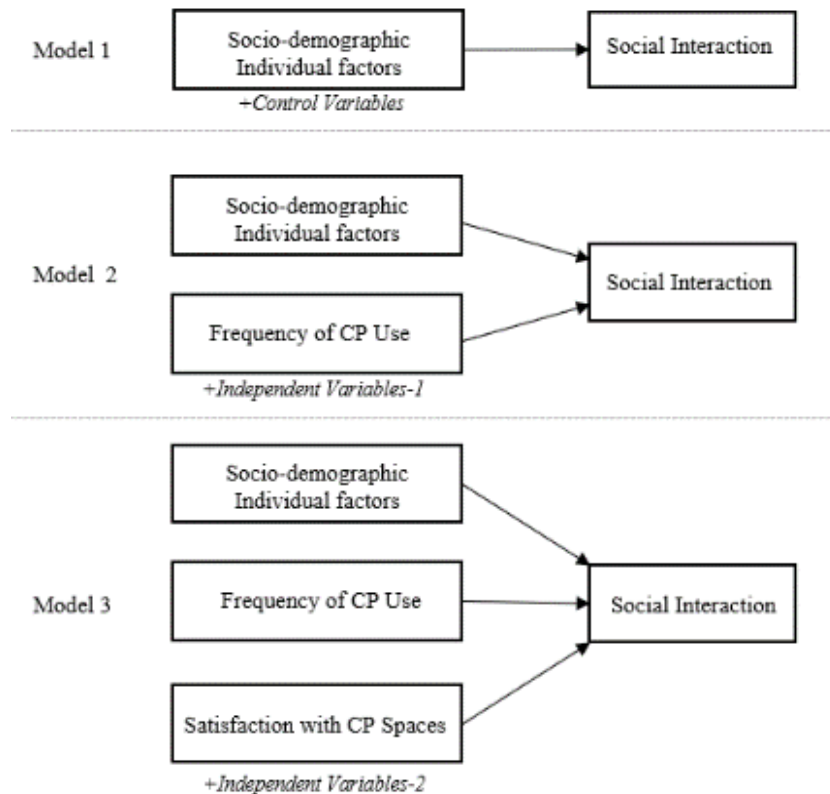 Model 1
Socio-demographic
Individual factors
Social Interaction
+Control Variables
Model 2
Socio-demographic
Individual factors
Social Interaction
Frequency of CP Use
+Independent Variables-1
Model 3
Socio-demographic
Individual factors
Frequency of CP Use
Social Interaction
Satisfaction with CP Spaces
+Independent Variables-2